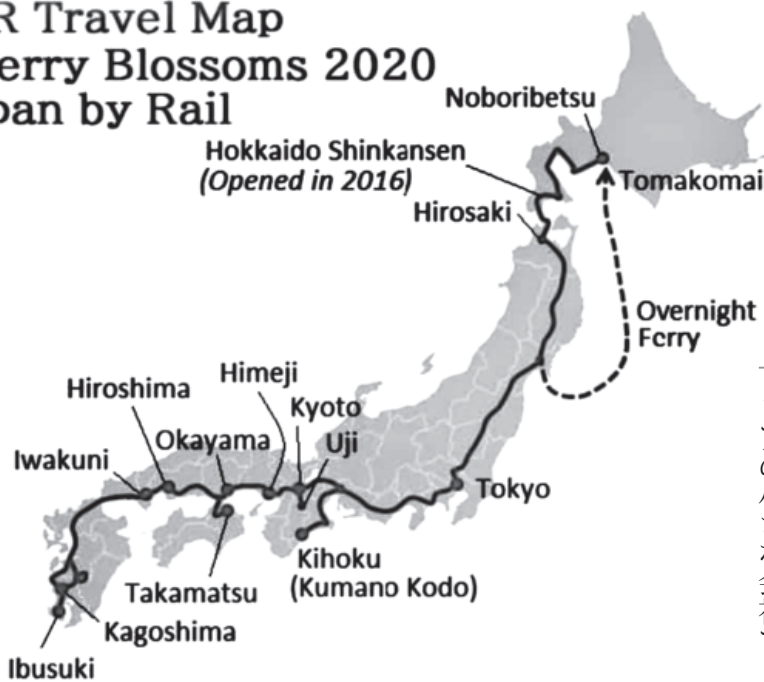 R Travel Map
erry Blossoms 2020
pan by Rail
Noboribetsu
Hokkaido Shinkansen
(Opened in 2016)
Tomakomai
Hirosaki
Overnight
Ferry
Himeji
Hiroshima
Kyoto
Okayama
Uji
Iwakuni
Tokyo
Kihoku
(Kumano Kodo)
Takamatsu
Kagoshima
Ibusuki